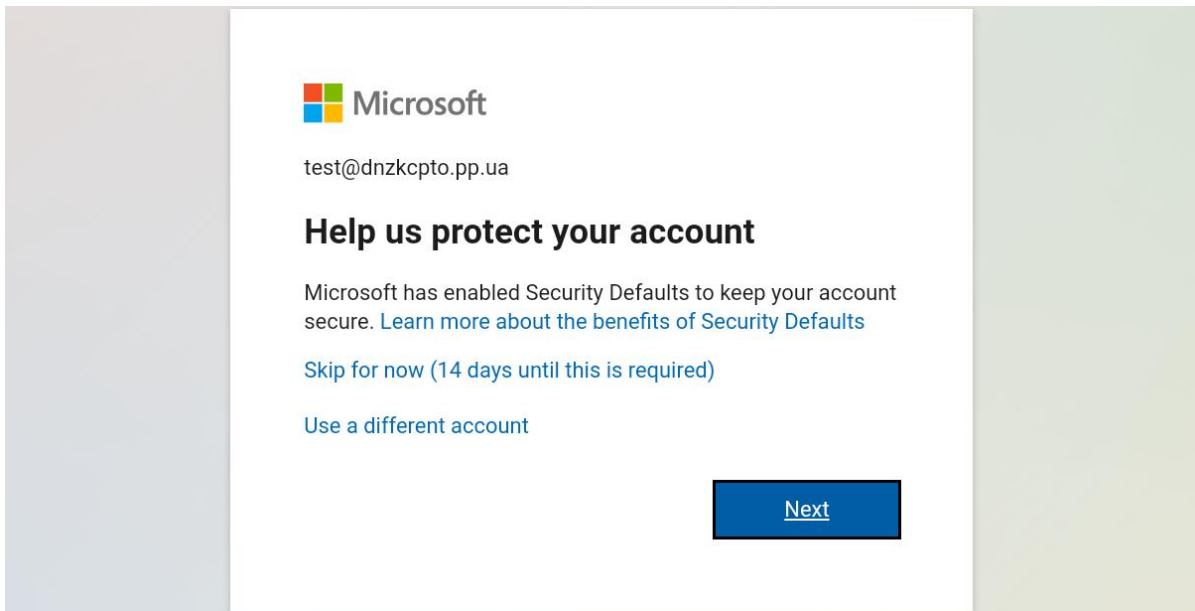 Microsoft
test@dnzkcpto.pp.ua
Help us protect your account
Microsoft has enabled Security Defaults to keep your account
secure. Learn more about the benefits of Security Defaults
Skip for now (14 days until this is required)
Use a different account
Next